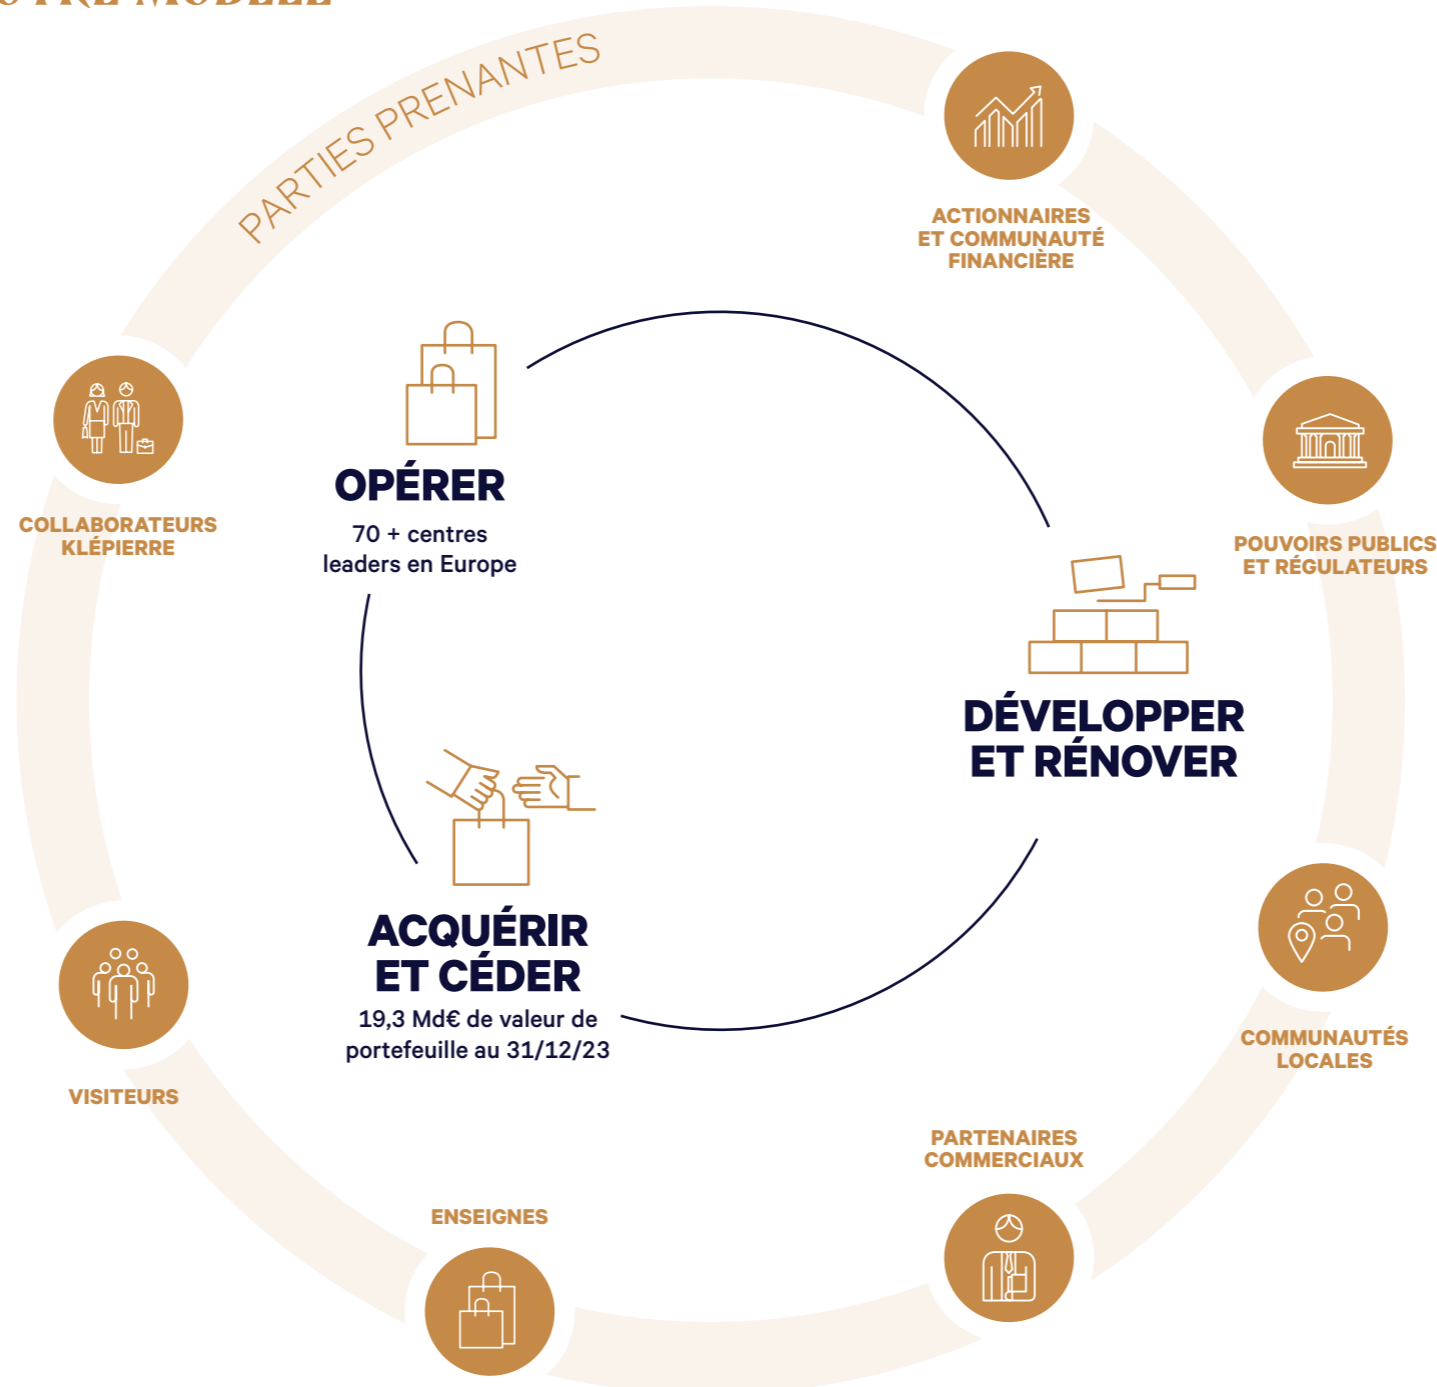 MODÈLE
PARTIES PRENANTES
ACTIONNAIRES
ET COMMUNAUTÉ
FINANCIÈRE
OPÉRER
70 + centres
leaders en Europe
COLLABORATEURS
KLÉPIERRE
POUVOIRS PUBLICS
ET RÉGULATEURS
DÉVELOPPER
ET RÉNOVER
ACQUÉRIR
ET CÉDER
19,3 Md€ de valeur de
portefeuille au 31/12/23
VISITEURS
COMMUNAUTÉS
LOCALES
PARTENAIRES
COMMERCIAUX
ENSEIGNES